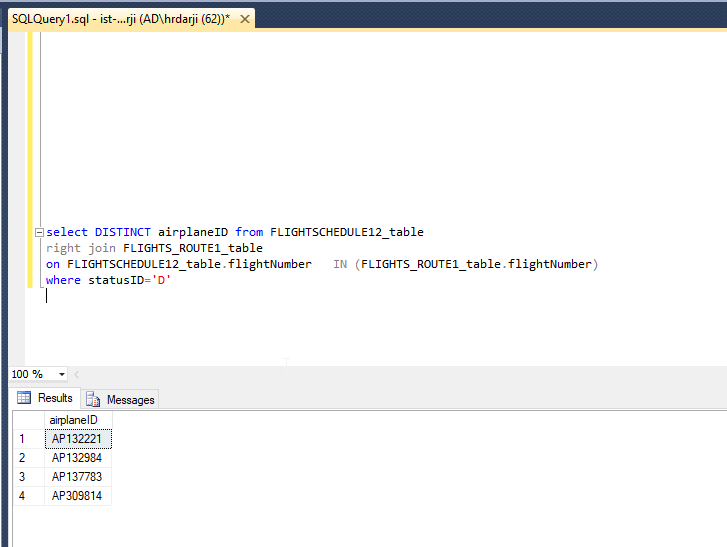 SQLQuery1.sql - ist-...rji (AD\hrdarji (62))*
select DISTINCT airplaneID from FLIGHTSCHEDULE12_table
right join FLIGHTS_ROUTE1_table
on FLIGHTSCHEDULE12_table.flightNumber   IN (FLIGHTS_ROUTE1_table.flightNumber)
where statusID='D'
100 %
Results Messages
airplaneID
1 AP132221
2 AP132984
3 AP137783
4 AP309814